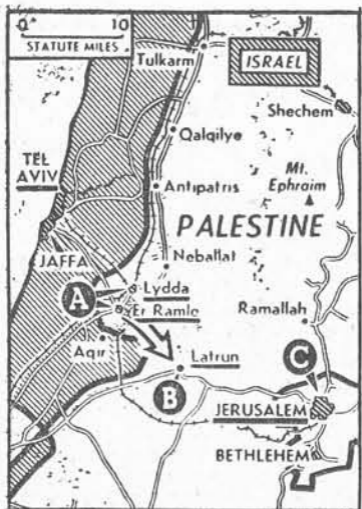 0 10
STATUTE MILES
Tulkarm
ISRAEL
Shechem
Qalqilye
TEL
AVIV
Mt.
Ephraim
Antipatris
PALESTINE
JAFFA
Neballat
A
Lydda
Er Ramle
Ramallah
Aqir
Latrun
C
B
JERUSALEM
BETHLEHEM